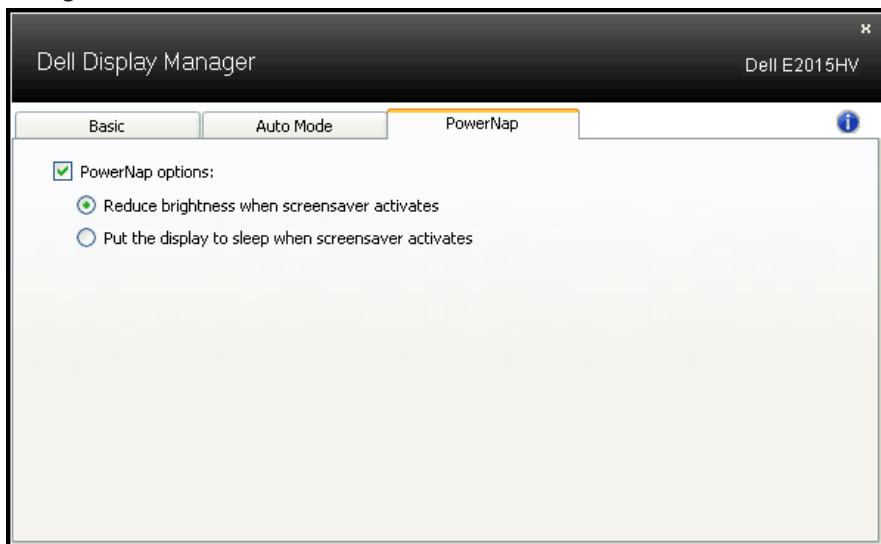 x
Dell Display Manager
Dell E2015HV
Basic
Auto Mode
PowerNap
i
PowerNap options:
Reduce brightness when screensaver activates
Put the display to sleep when screensaver activates